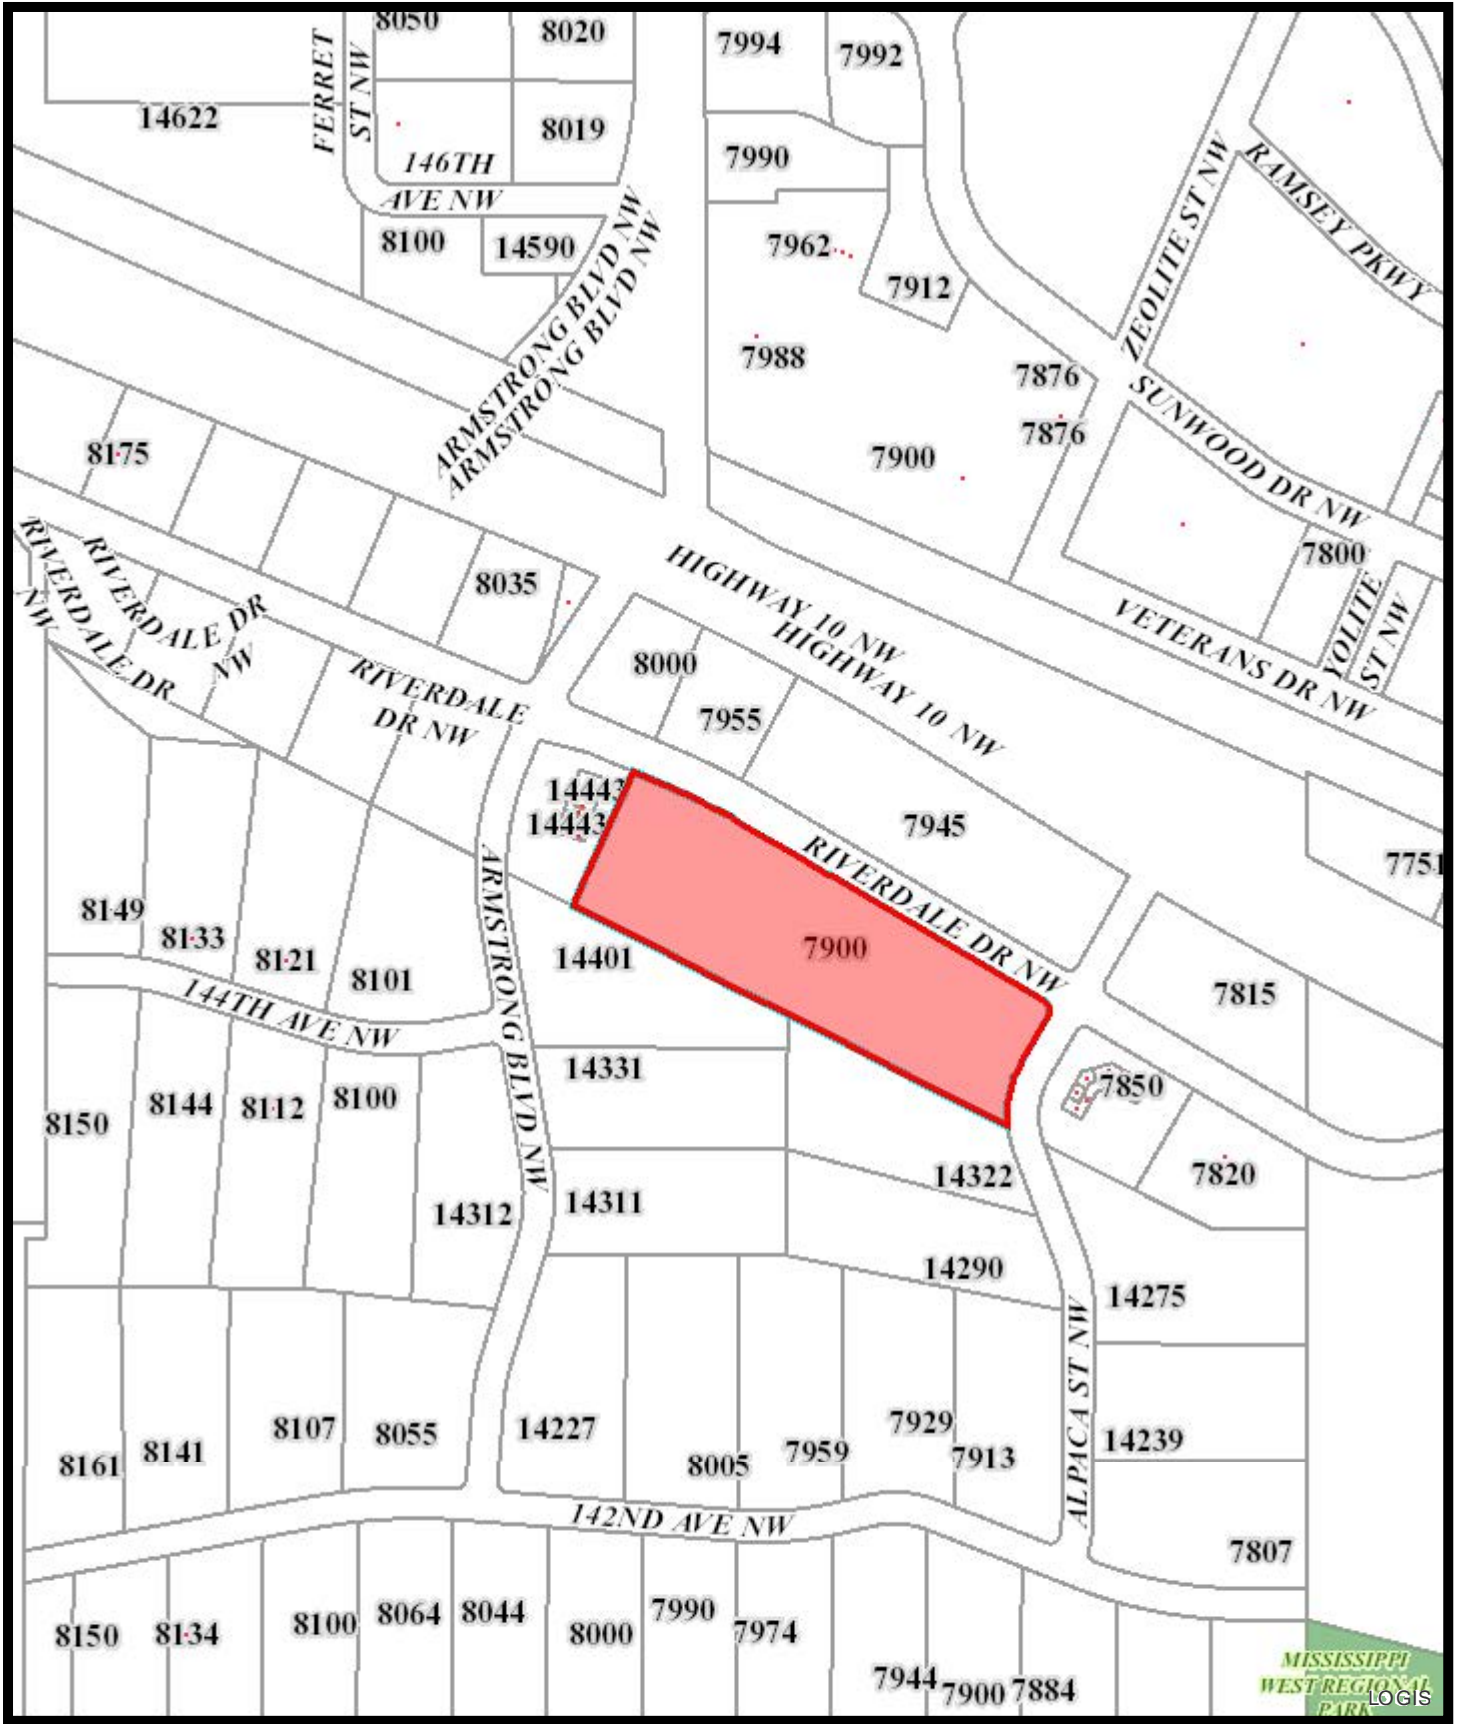 8050
8020
7994
7992
FERRET
ST NW
14622
8019
146TH
AVE NW
7990
ZEOLITE ST NW
RAMSEY PKWY
8100
14590
7962
7912
ARMSTRONG BLVD NW
ARMSTRONG BLVD NW
7988
7876
7876
SUNWOOD DR NW
8175
7900
7800
RIVERDALE DR
NW
RIVERDALE DR
NW
8035
HIGHWAY 10 NW
HIGHWAY 10 NW
VETERANS DR NW
YOLITE
ST NW
8000
7955
RIVERDALE
DR NW
14443
14443
7945
7751
RIVERDALE DR NW
ARMSTRONG BLVD NW
8149
8133
8121
8101
14401
7900
7815
144TH AVE NW
14331
7850
8150
8144
8112
8100
14322
7820
14312
14311
14290
14275
ALPACA ST NW
8161
8141
8107
8055
14227
8005
7959
7929
7913
14239
142ND AVE NW
7807
8150
8134
8100
8064
8044
8000
7990
7974
7944
7900
7884
MISSISSIPPI
WEST REGIONAL
PARK
LOGIS